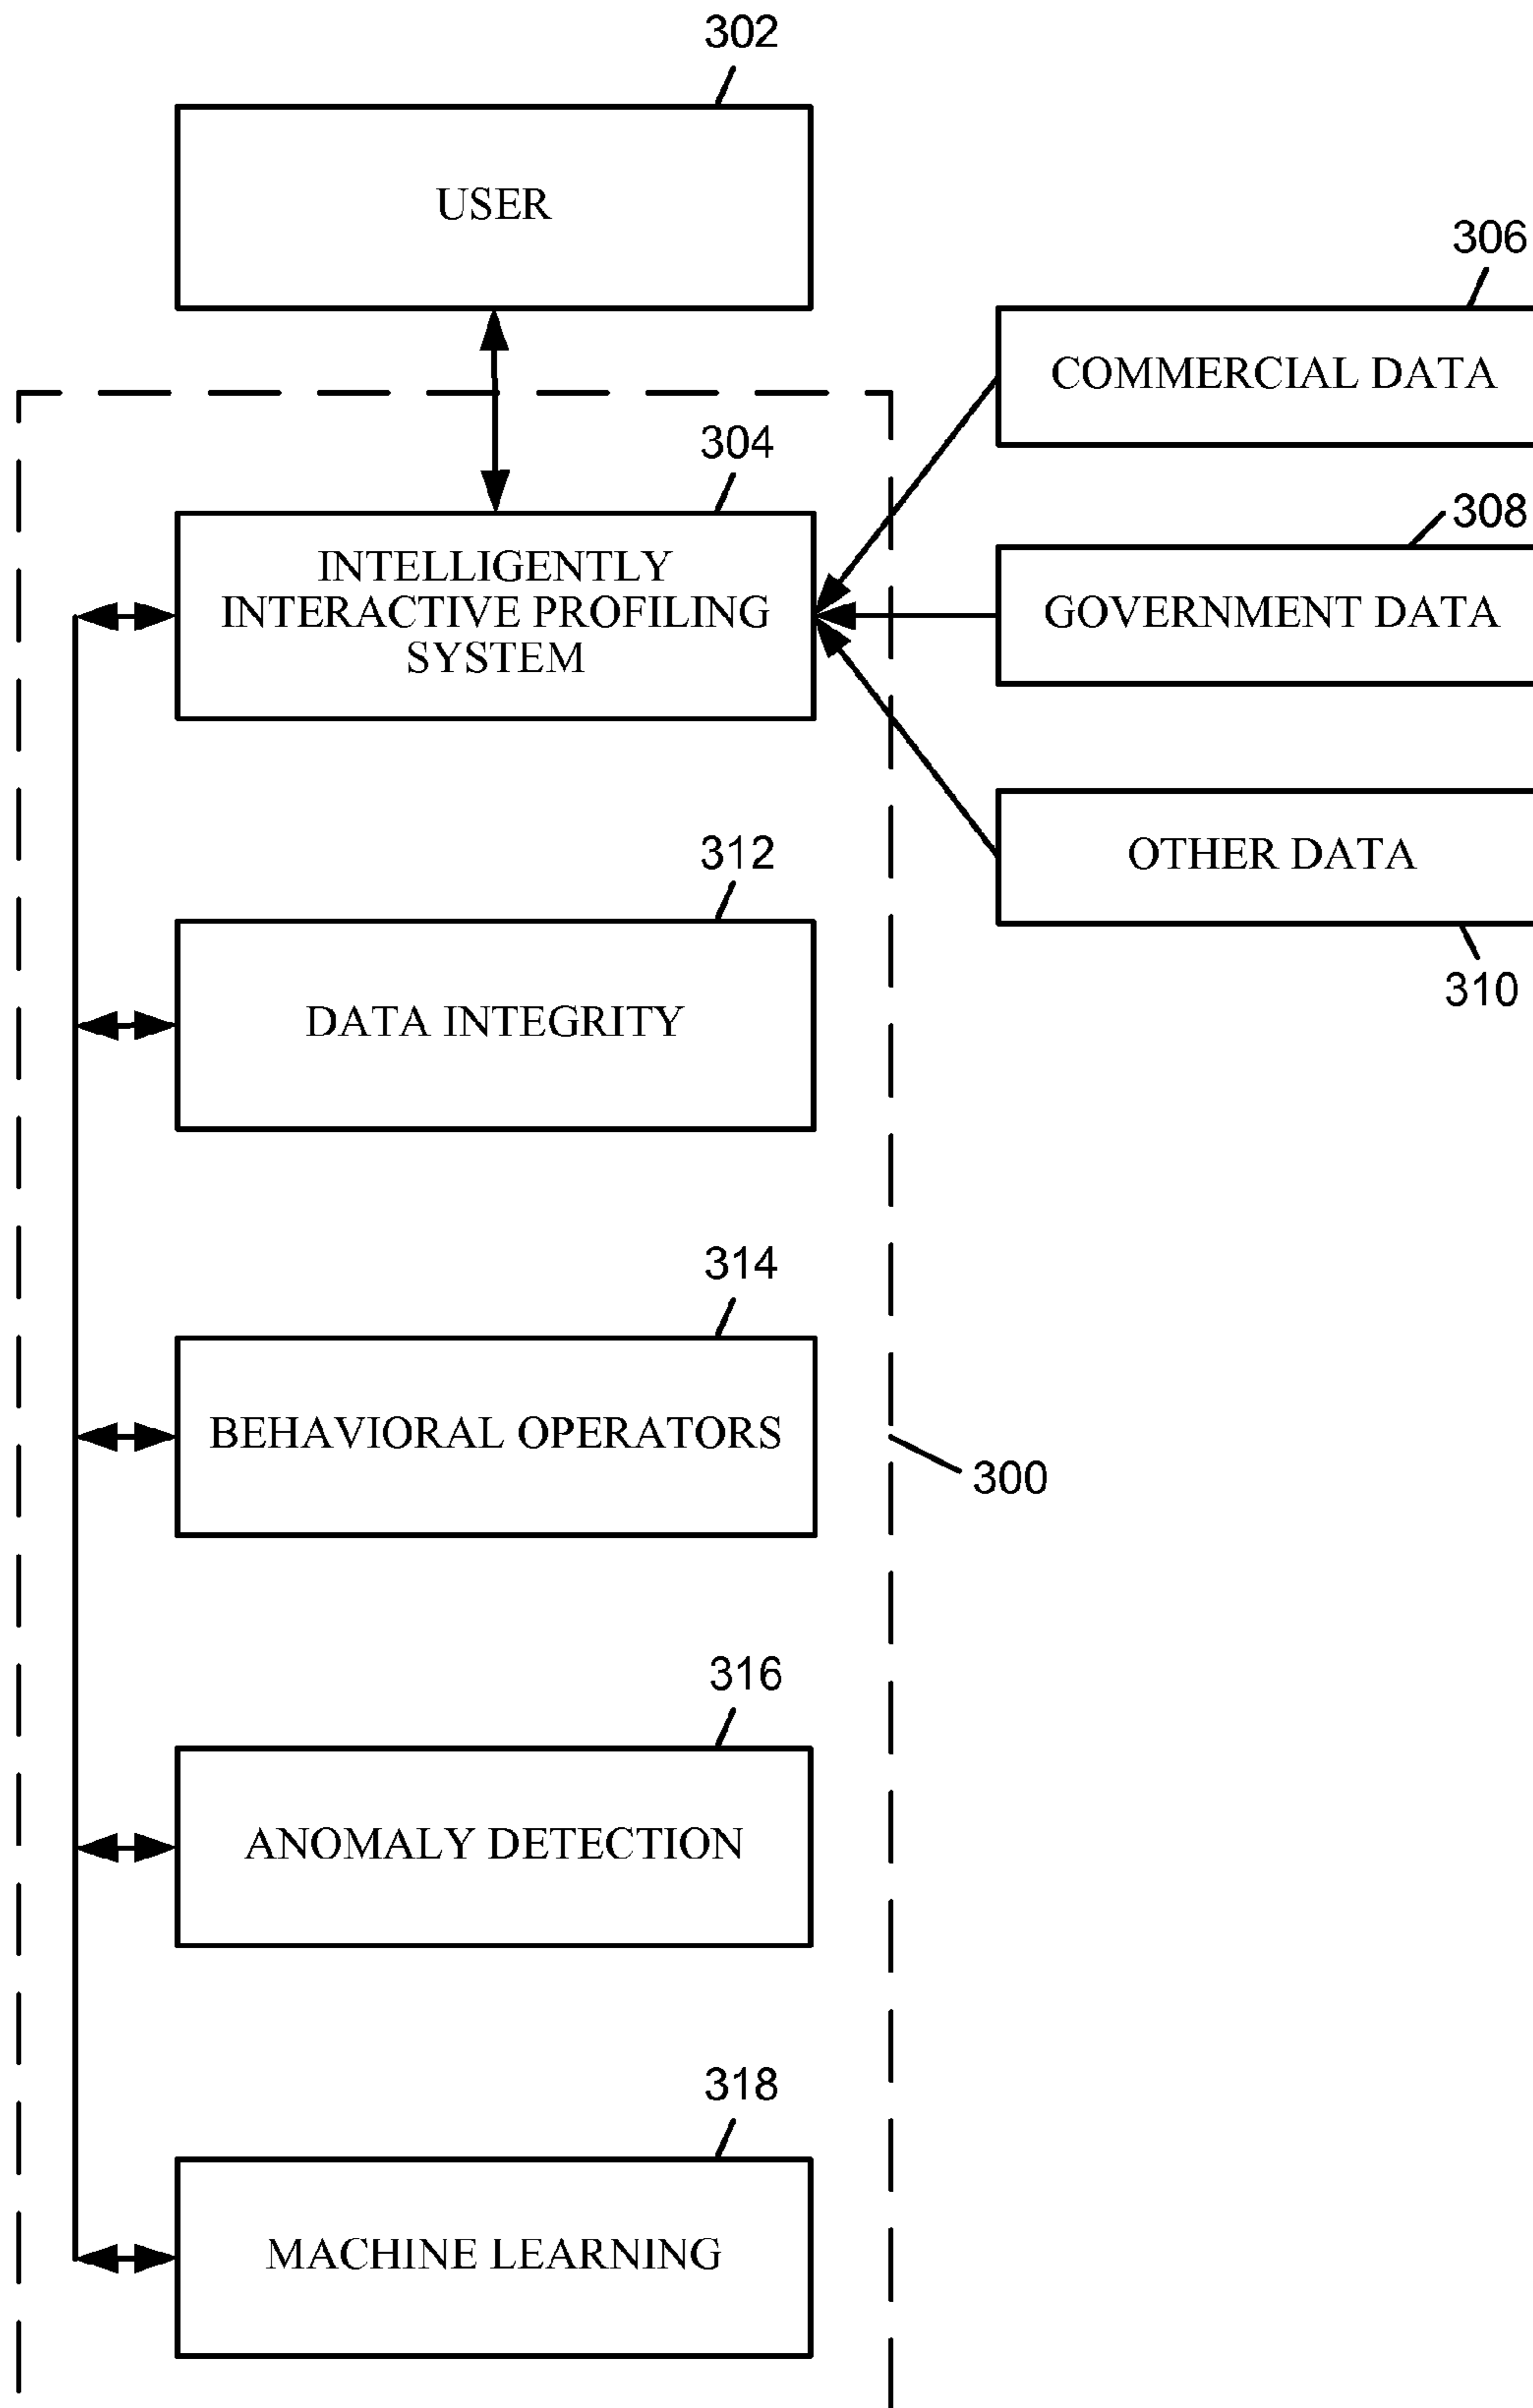 302
USER
306
COMMERCIAL DATA
304
INTELLIGENTLY
INTERACTIVE PROFILING
SYSTEM
308
GOVERNMENT DATA
312
OTHER DATA
310
DATA INTEGRITY
314
BEHAVIORAL OPERATORS
300
316
ANOMALY DETECTION
318
MACHINE LEARNING